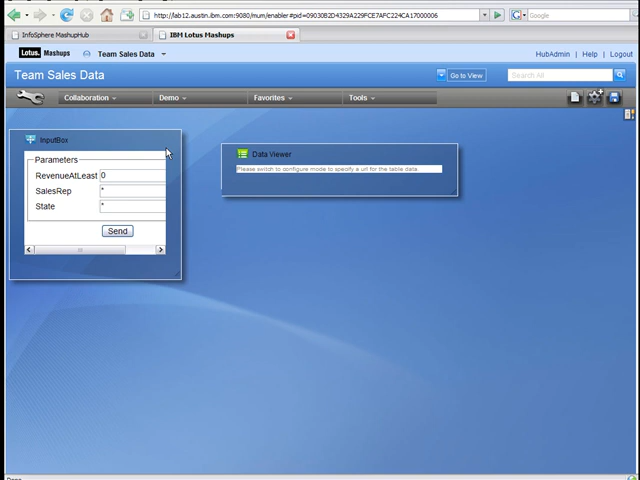 http://lab12.austin.ibm.com:9080/mum/enabler#pid=09030B2D4329A229FCE7AFC224CA17000006
Google
InfoSphere MashupHub
IBM Lotus Mashups
Lotus. Mashups
Team Sales Data
HubAdmin | Help | Logout
Team Sales Data
Go to View
Search All
Collaboration
Demo
Favorites
Tools
InputBox
Parameters
RevenueAtLeast 0
SalesRep *
State *
Send
Data Viewer
Please switch to configure mode to specify a url for the table data